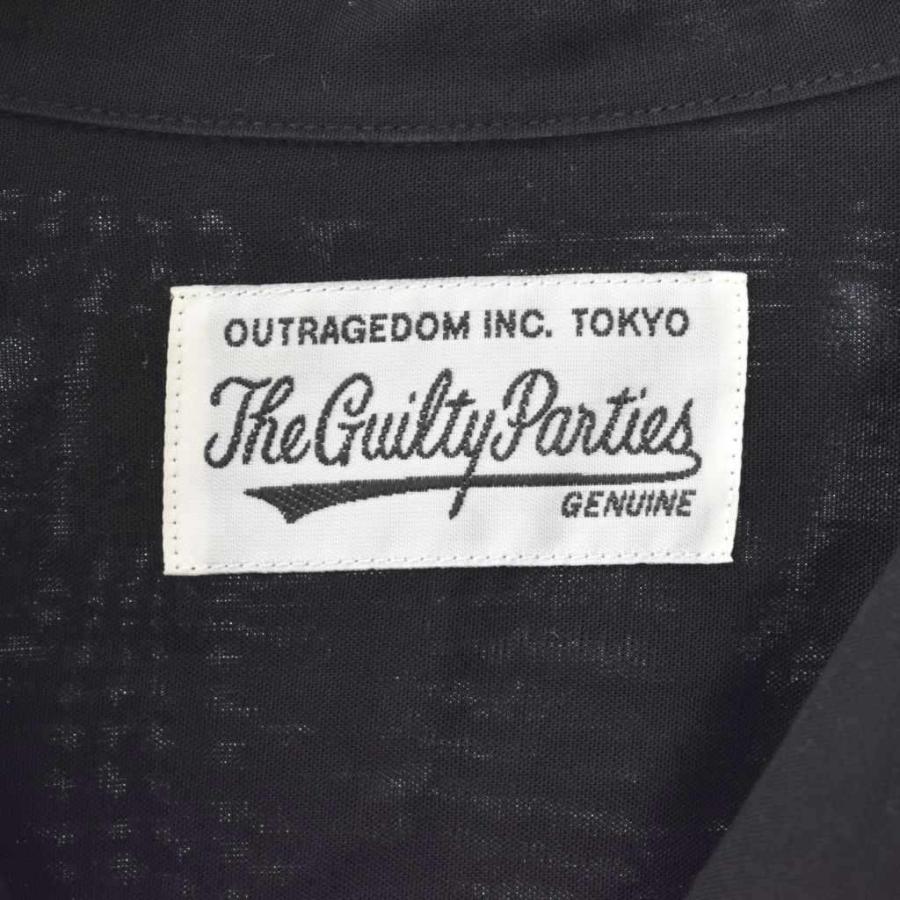 OUTRAGEDOM INC. TOKYO
The Guilty Parties
GENUINE